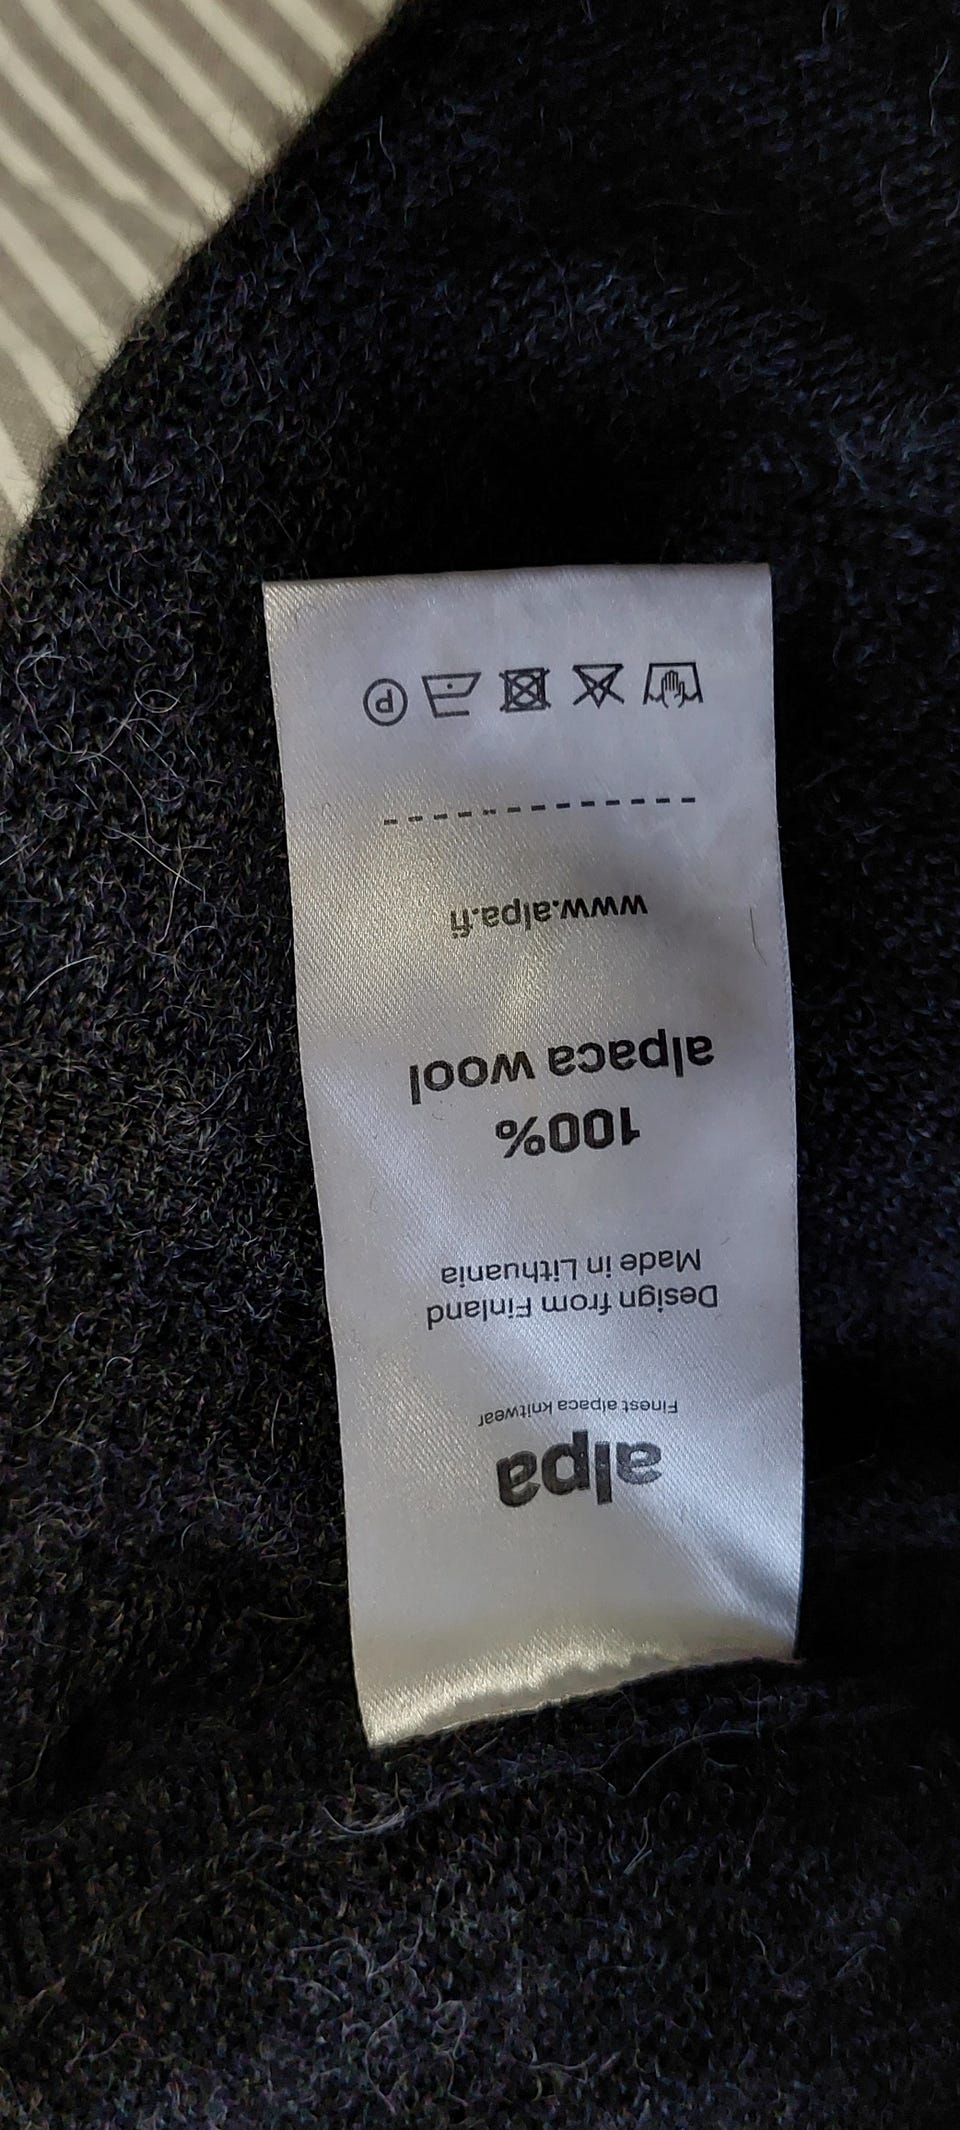 alpa
Finest alpaca knitwear
Design from Finland
Made in Lithuania
100%
alpaca wool
www.alpa.fi
P